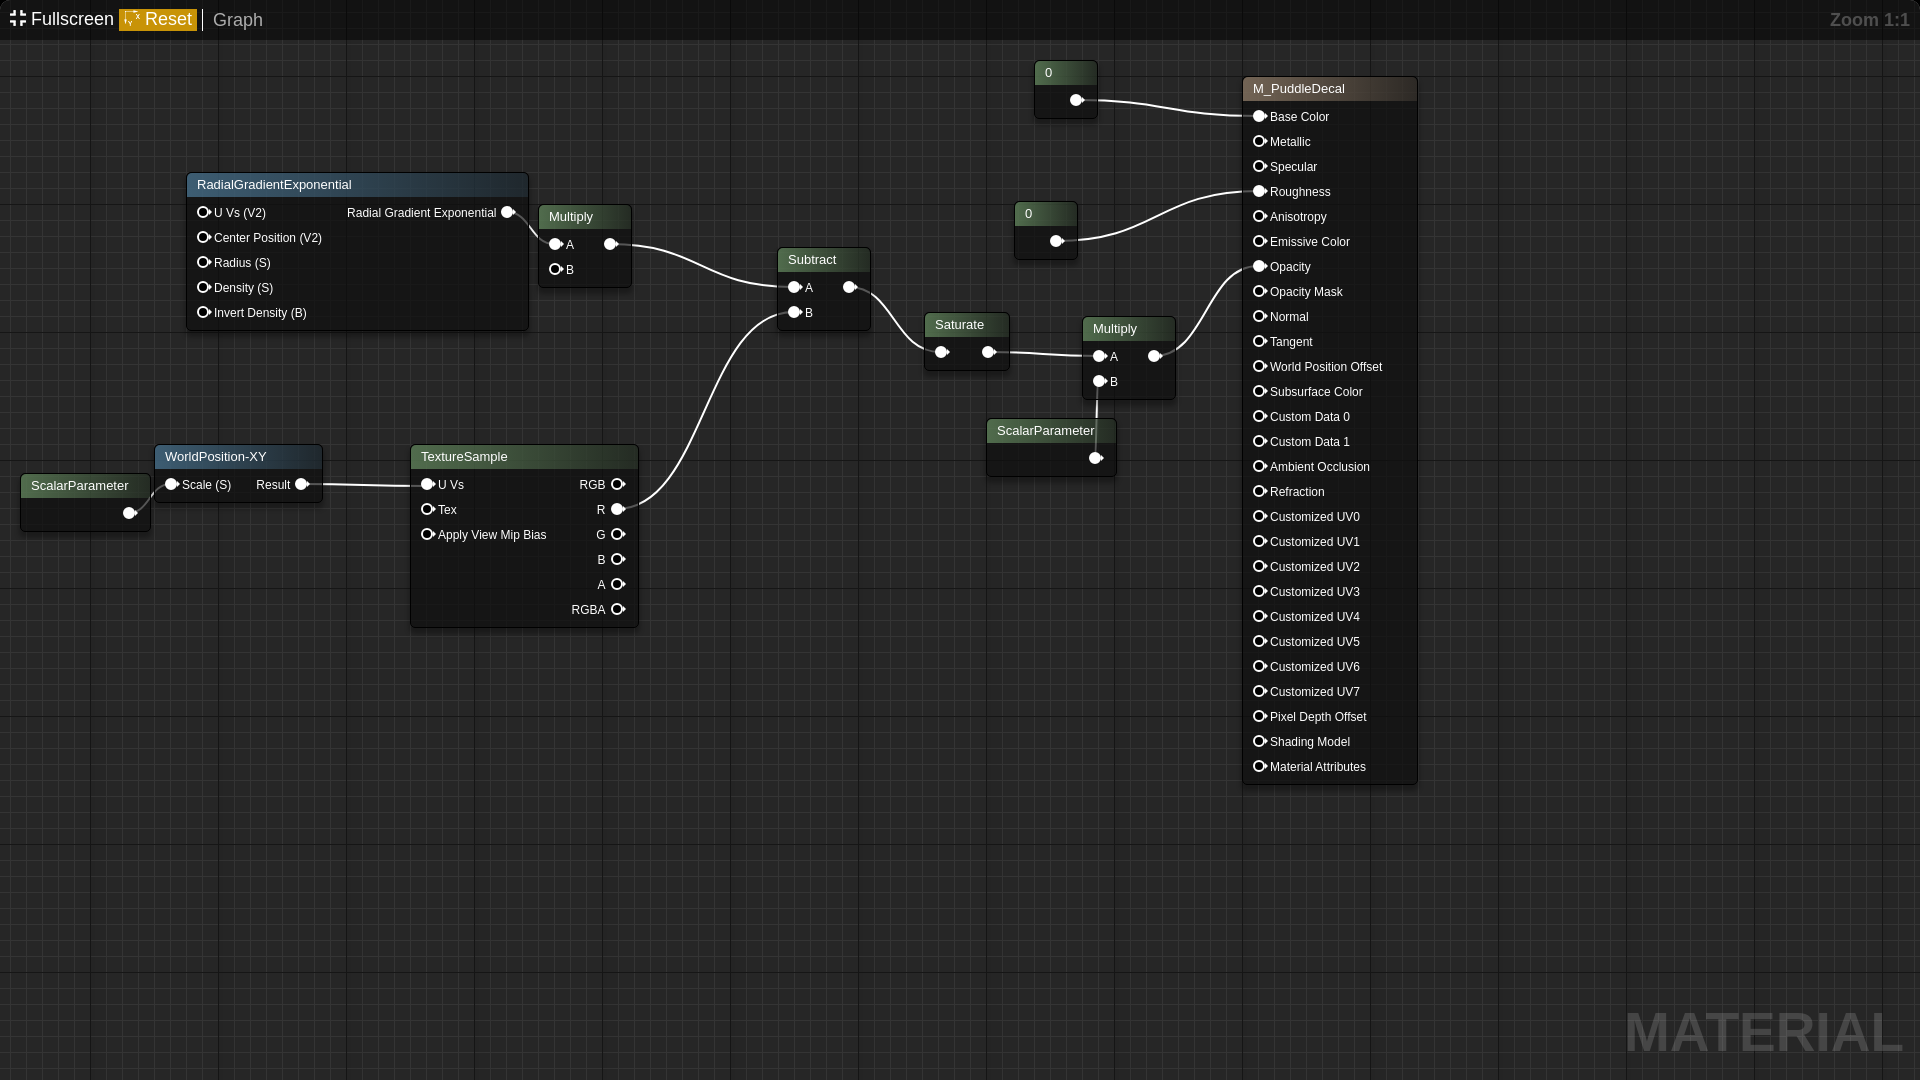 Fullscreen Reset Graph
Zoom 1:1
0
M_PuddleDecal
Base Color
Metallic
Specular
Roughness
Anisotropy
Emissive Color
Opacity
Opacity Mask
Normal
Tangent
World Position Offset
Subsurface Color
Custom Data 0
Custom Data 1
Ambient Occlusion
Refraction
Customized UV0
Customized UV1
Customized UV2
Customized UV3
Customized UV4
Customized UV5
Customized UV6
Customized UV7
Pixel Depth Offset
Shading Model
Material Attributes
RadialGradientExponential
U Vs (V2) Radial Gradient Exponential
Center Position (V2)
Radius (S)
Density (S)
Invert Density (B)
Multiply
A
B
0
Subtract
A
B
Saturate
Multiply
A
B
ScalarParameter
ScalarParameter
WorldPosition-XY
Scale (S) Result
TextureSample
U Vs RGB
Tex R
Apply View Mip Bias G
B
A
RGBA
MATERIAL